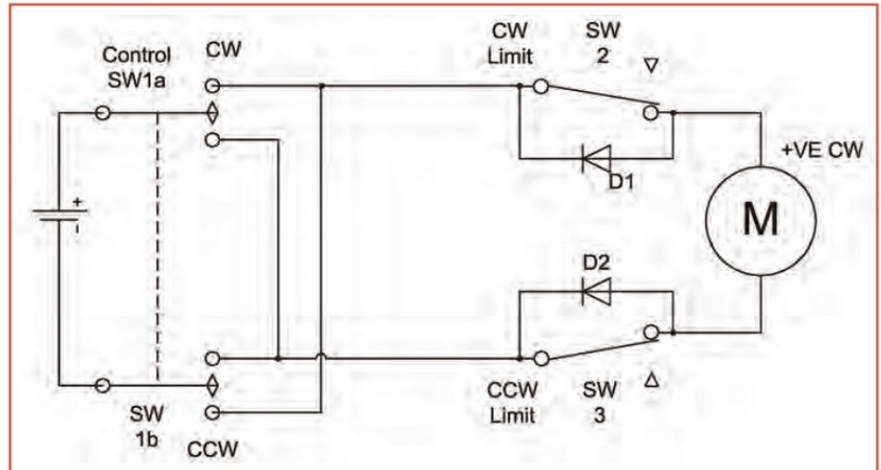 Control
SW1a
CW
CW
Limit
SW
2
+VE CW
D1
M
+
-
D2
SW
1b
CCW
CCW
Limit
SW
3